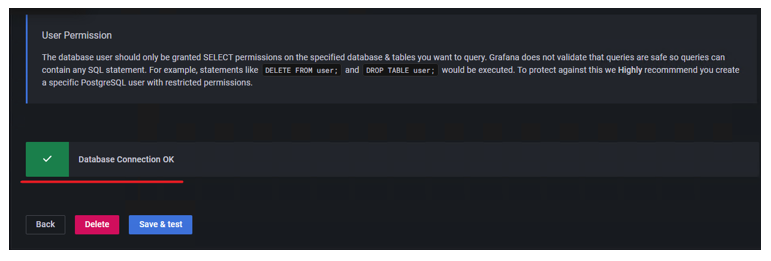 User Permission
The database user should only be granted SELECT permissions on the specified database & tables you want to query. Grafana does not validate that queries are safe so queries can
contain any SQL statement. For example, statements like DELETE FROM user; and DROP TABLE user; would be executed. To protect against this we Highly recommmend you create
a specific PostgreSQL user with restricted permissions.
Database Connection OK
Back Delete Save & test